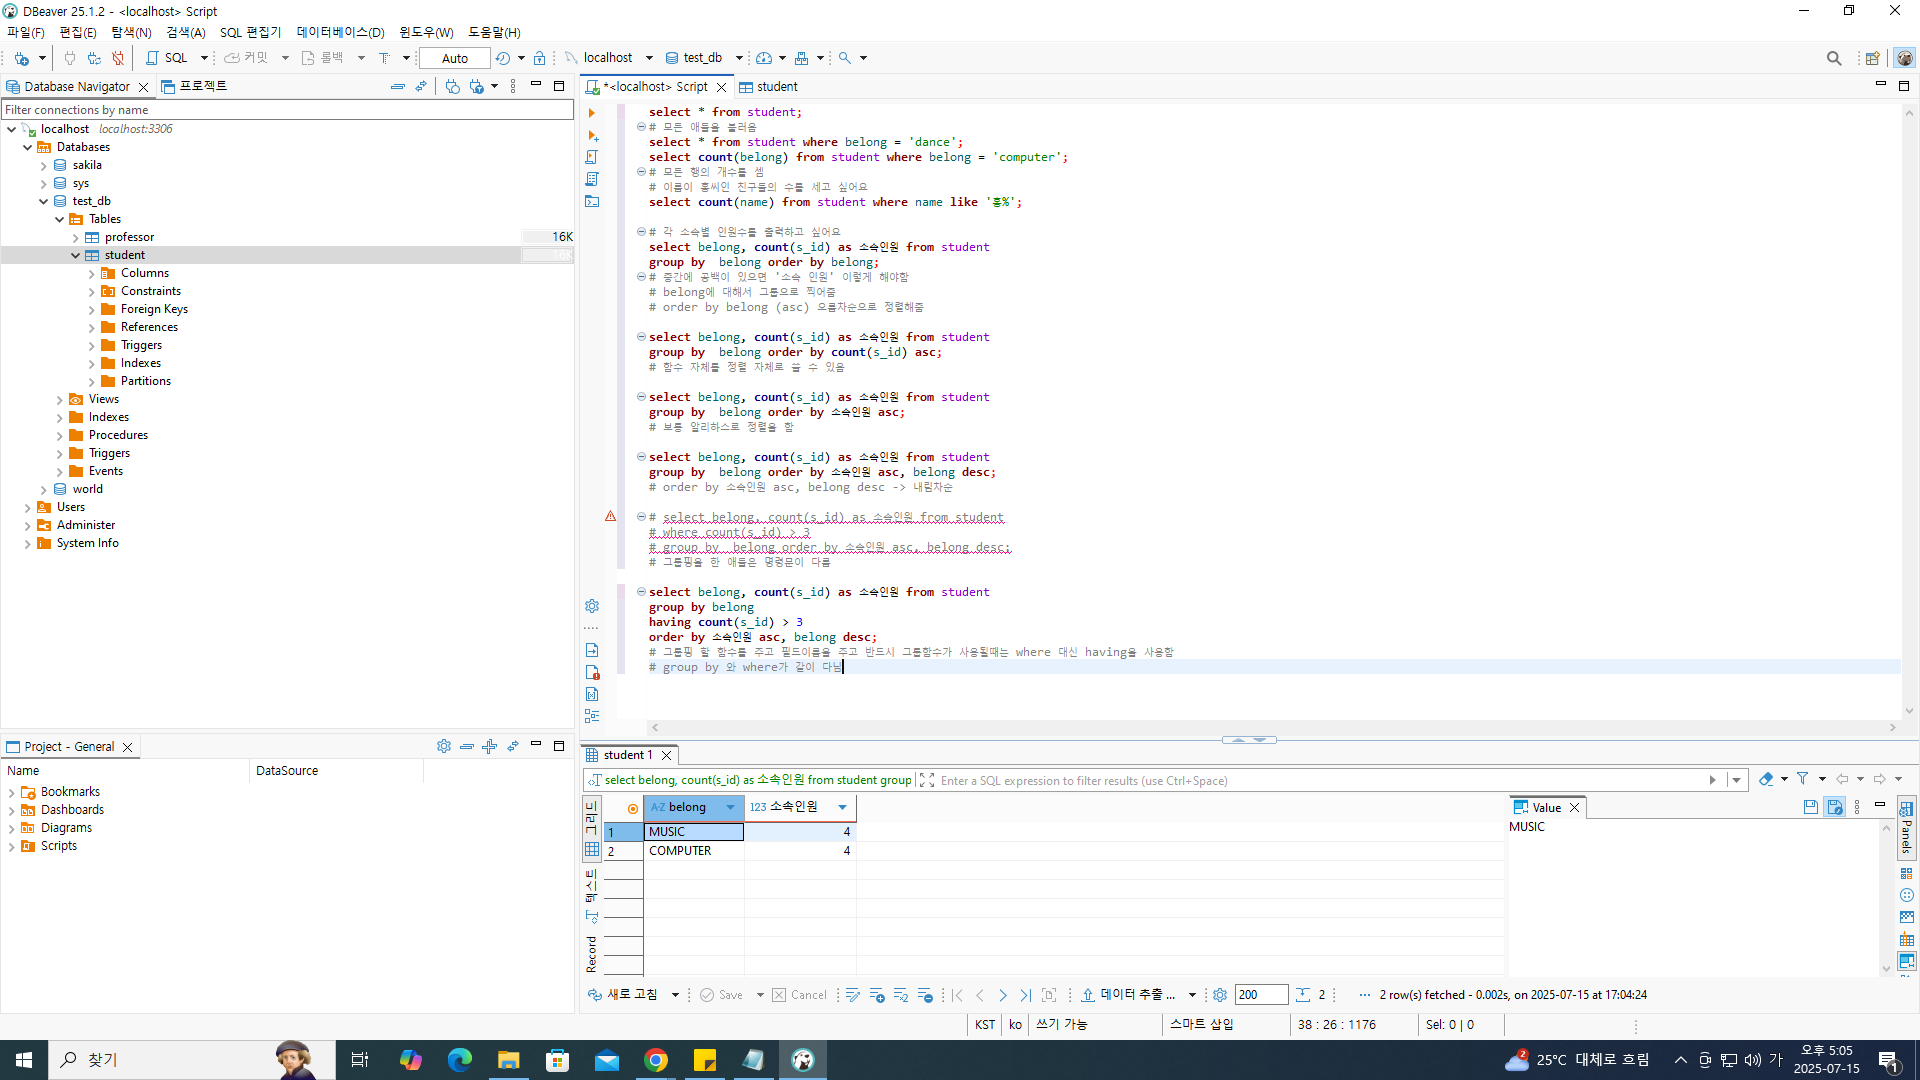 DBeaver 25.1.2 - <localhost> Script
파일(F) 편집(E) 탐색(N) 검색(A) SQL 편집기 데이터베이스(D) 윈도우(W) 도움말(H)
SQL 커밋 롤백 T Auto localhost test_db
Database Navigator 프로젝트
Filter connections by name
localhost localhost:3306
Databases
sakila
sys
test_db
Tables
professor 16K
student 16K
Columns
Constraints
Foreign Keys
References
Triggers
Indexes
Partitions
Views
Indexes
Procedures
Triggers
Events
world
Users
Administer
System Info
Project - General
Name DataSource
Bookmarks
Dashboards
Diagrams
Scripts
*<localhost> Script student
select * from student;
# 모든 애들을 불러옴
select * from student where belong = 'dance';
select count(belong) from student where belong = 'computer';
# 모든 행의 개수를 셈
# 이름이 홍씨인 친구들의 수를 세고 싶어요
select count(name) from student where name like '홍%';
# 각 소속별 인원수를 출력하고 싶어요
select belong, count(s_id) as 소속인원 from student
group by  belong order by belong;
# 중간에 공백이 있으면 '소속 인원' 이렇게 해야함
# belong에 대해서 그룹으로 찍어줌
# order by belong (asc) 오름차순으로 정렬해줌
select belong, count(s_id) as 소속인원 from student
group by  belong order by count(s_id) asc;
# 함수 자체를 정렬 자체로 쓸 수 있음
select belong, count(s_id) as 소속인원 from student
group by  belong order by 소속인원 asc;
# 보통 알리하스로 정렬을 함
select belong, count(s_id) as 소속인원 from student
group by  belong order by 소속인원 asc, belong desc;
# order by 소속인원 asc, belong desc -> 내림차순
# select belong, count(s_id) as 소속인원 from student
# where count(s_id) > 3
# group by  belong order by 소속인원 asc, belong desc;
# 그룹핑을 한 애들은 명령문이 다름
select belong, count(s_id) as 소속인원 from student
group by belong
having count(s_id) > 3
order by 소속인원 asc, belong desc;
# 그룹핑 할 함수를 주고 필드이름을 주고 반드시 그룹함수가 사용될때는 where 대신 having을 사용함
# group by 와 where가 같이 다님
student 1
select belong, count(s_id) as 소속인원 from student group Enter a SQL expression to filter results (use Ctrl+Space)
그리드
텍스트
Record
A-Z belong 123 소속인원
1 MUSIC 4
2 COMPUTER 4
Value
MUSIC
Panels
새로 고침 Save Cancel 데이터 추출 ... 200 2 ... 2 row(s) fetched - 0.002s, on 2025-07-15 at 17:04:24
KST ko 쓰기 가능 스마트 삽입 38 : 26 : 1176 Sel: 0 | 0
찾기
2 25°C 대체로 흐림 가 오후 5:05
2025-07-15 1